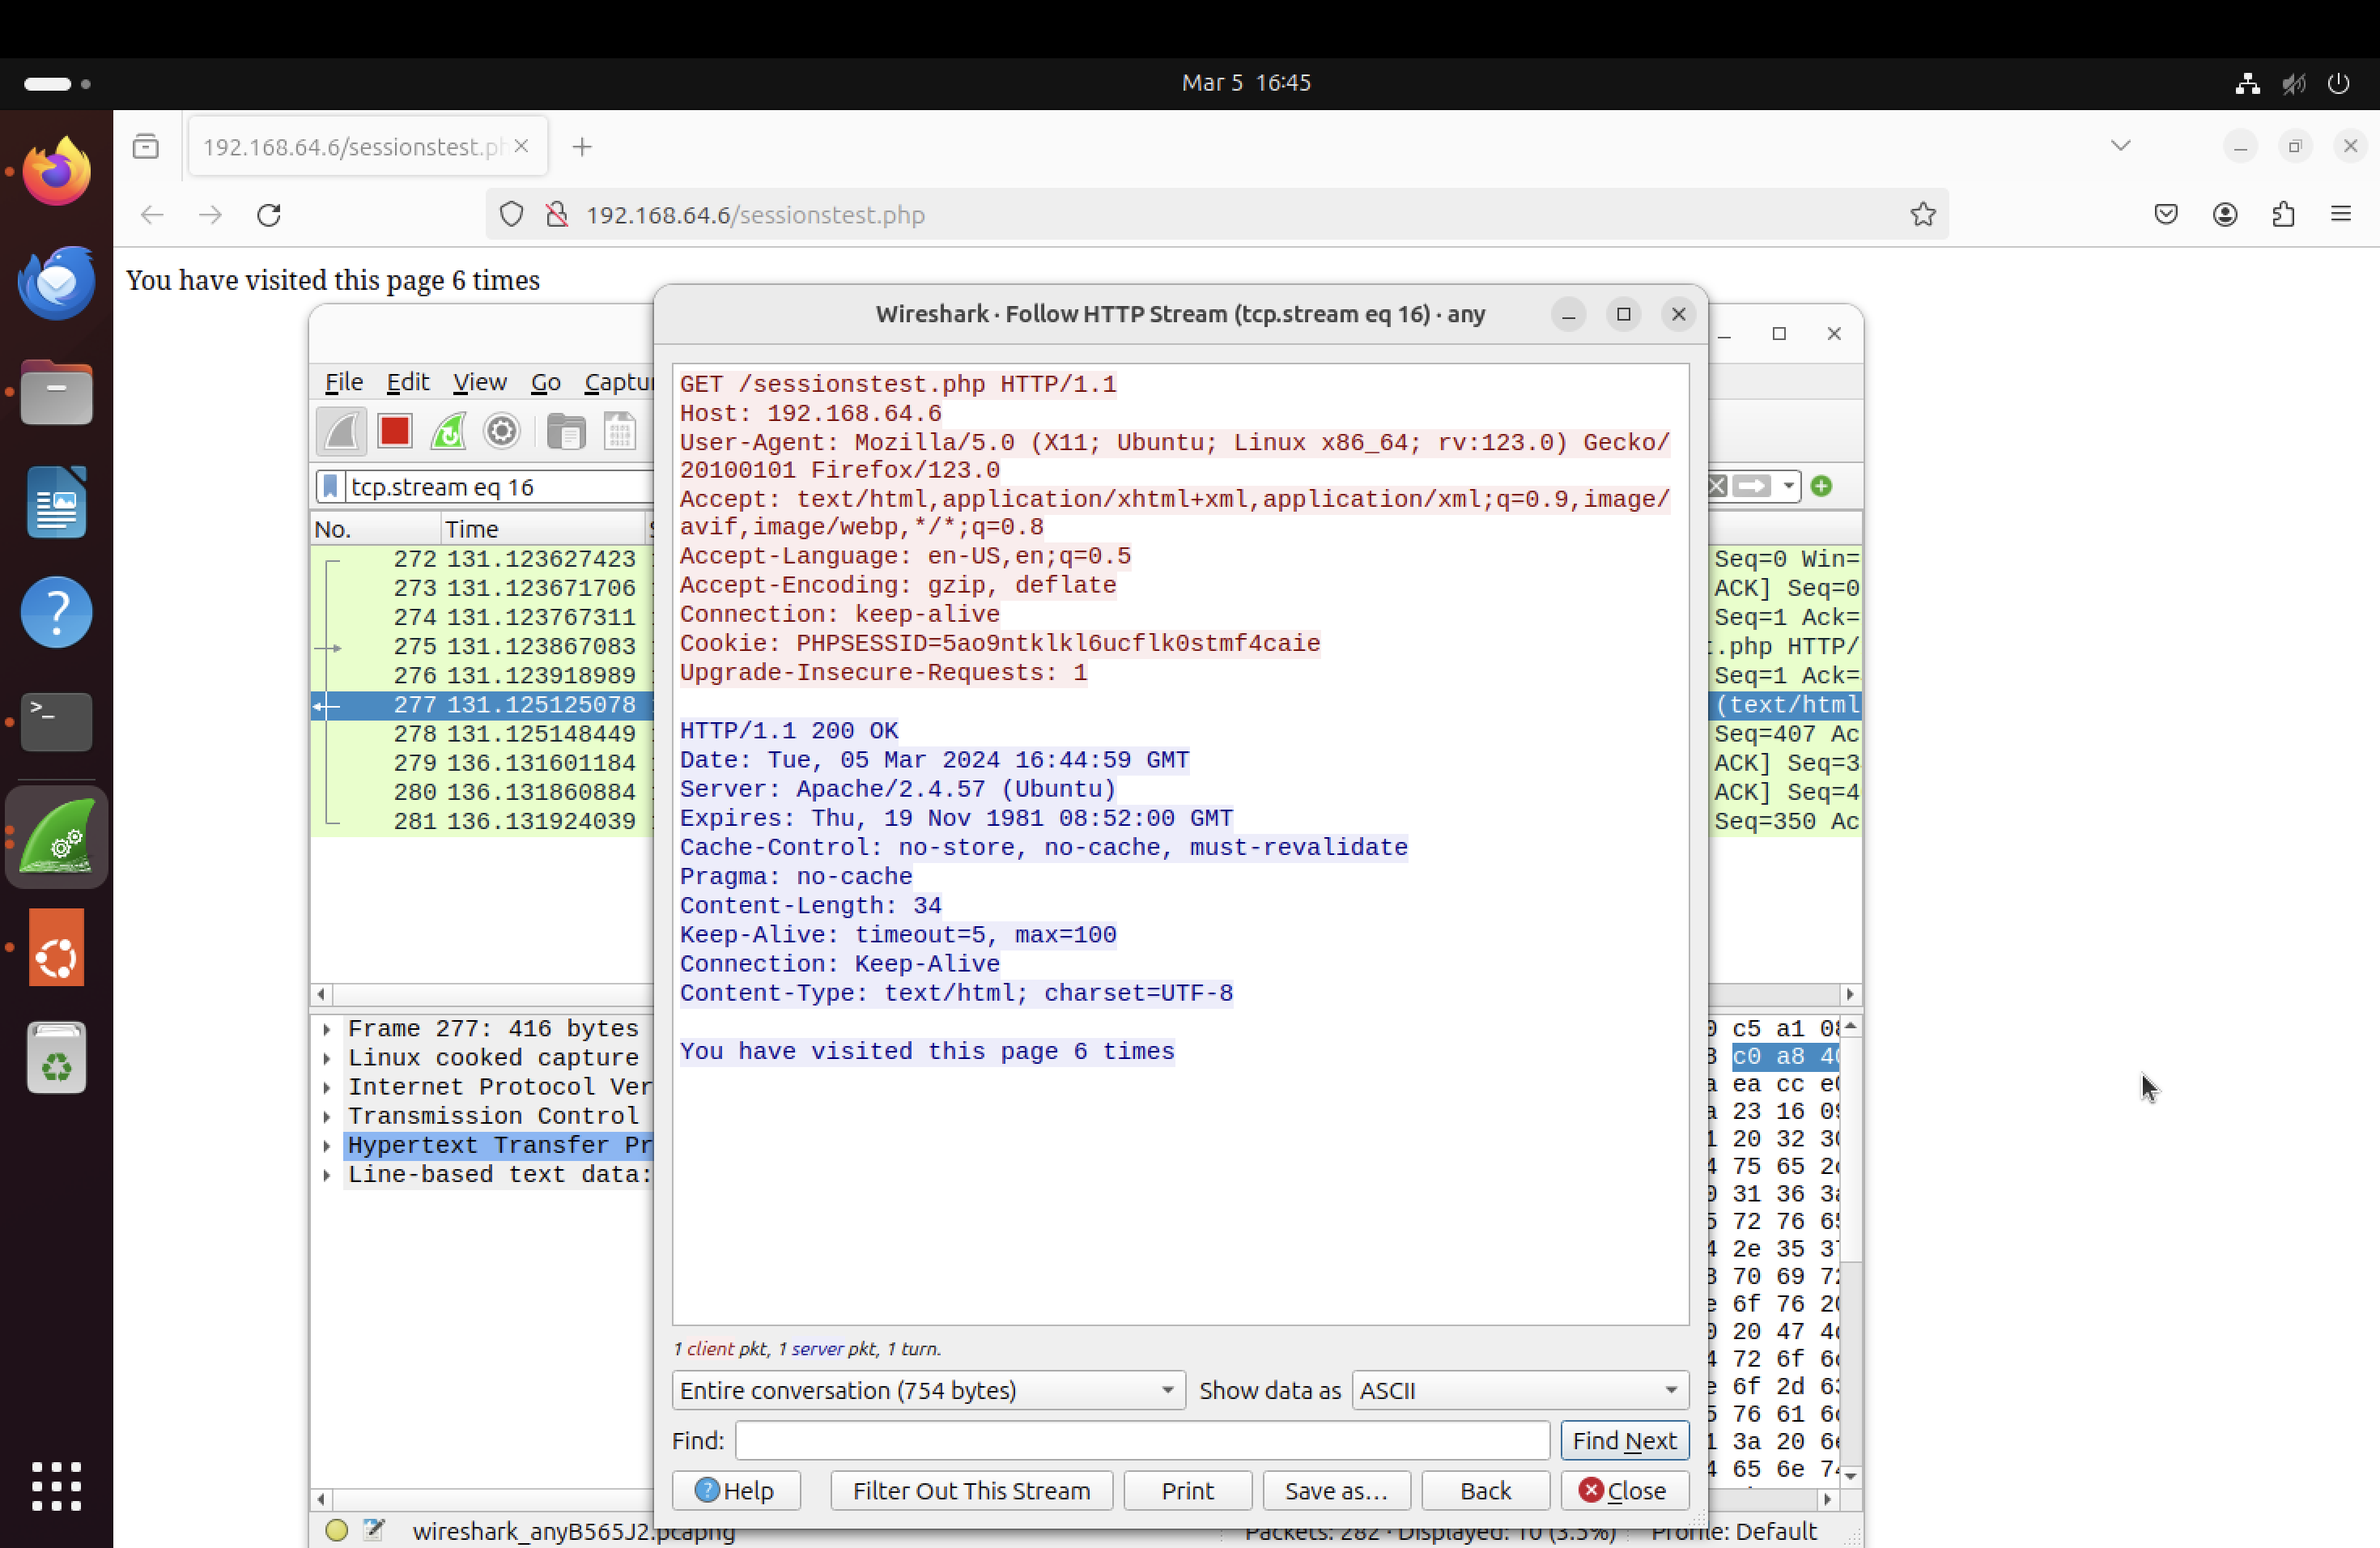 Mar 5 16:45
192.168.64.6/sessionstest.ph
192.168.64.6/sessionstest.php
You have visited this page 6 times
Wireshark · Follow HTTP Stream (tcp.stream eq 16) · any
File Edit View Go Captu
tcp.stream eq 16
No. Time
272 131.123627423
273 131.123671706
274 131.123767311
275 131.123867083
276 131.123918989
277 131.125125078
278 131.125148449
279 136.131601184
280 136.131860884
281 136.131924039
Seq=0 Win=
ACK] Seq=0
Seq=1 Ack=
.php HTTP/
Seq=1 Ack=
(text/html
Seq=407 Ac
ACK] Seq=3
ACK] Seq=4
Seq=350 Ac
GET /sessionstest.php HTTP/1.1
Host: 192.168.64.6
User-Agent: Mozilla/5.0 (X11; Ubuntu; Linux x86_64; rv:123.0) Gecko/
20100101 Firefox/123.0
Accept: text/html,application/xhtml+xml,application/xml;q=0.9,image/
avif,image/webp,*/*;q=0.8
Accept-Language: en-US,en;q=0.5
Accept-Encoding: gzip, deflate
Connection: keep-alive
Cookie: PHPSESSID=5ao9ntklkl6ucflk0stmf4caie
Upgrade-Insecure-Requests: 1
HTTP/1.1 200 OK
Date: Tue, 05 Mar 2024 16:44:59 GMT
Server: Apache/2.4.57 (Ubuntu)
Expires: Thu, 19 Nov 1981 08:52:00 GMT
Cache-Control: no-store, no-cache, must-revalidate
Pragma: no-cache
Content-Length: 34
Keep-Alive: timeout=5, max=100
Connection: Keep-Alive
Content-Type: text/html; charset=UTF-8
You have visited this page 6 times
Frame 277: 416 bytes
Linux cooked capture
Internet Protocol Ver
Transmission Control
Hypertext Transfer Pr
Line-based text data:
c5 a1
c0 a8
ea cc
23 16
20 32
75 65
31 36
72 76
2e 35
70 69
6f 76
20 47
72 6f
6f 2d
76 61
3a 20
65 6e
1 client pkt, 1 server pkt, 1 turn.
Entire conversation (754 bytes) Show data as ASCII
Find: Find Next
Help Filter Out This Stream Print Save as… Back Close
wireshark_anyB565J2.pcapng Packets: 282 · Displayed: 10 (3.5%) Profile: Default